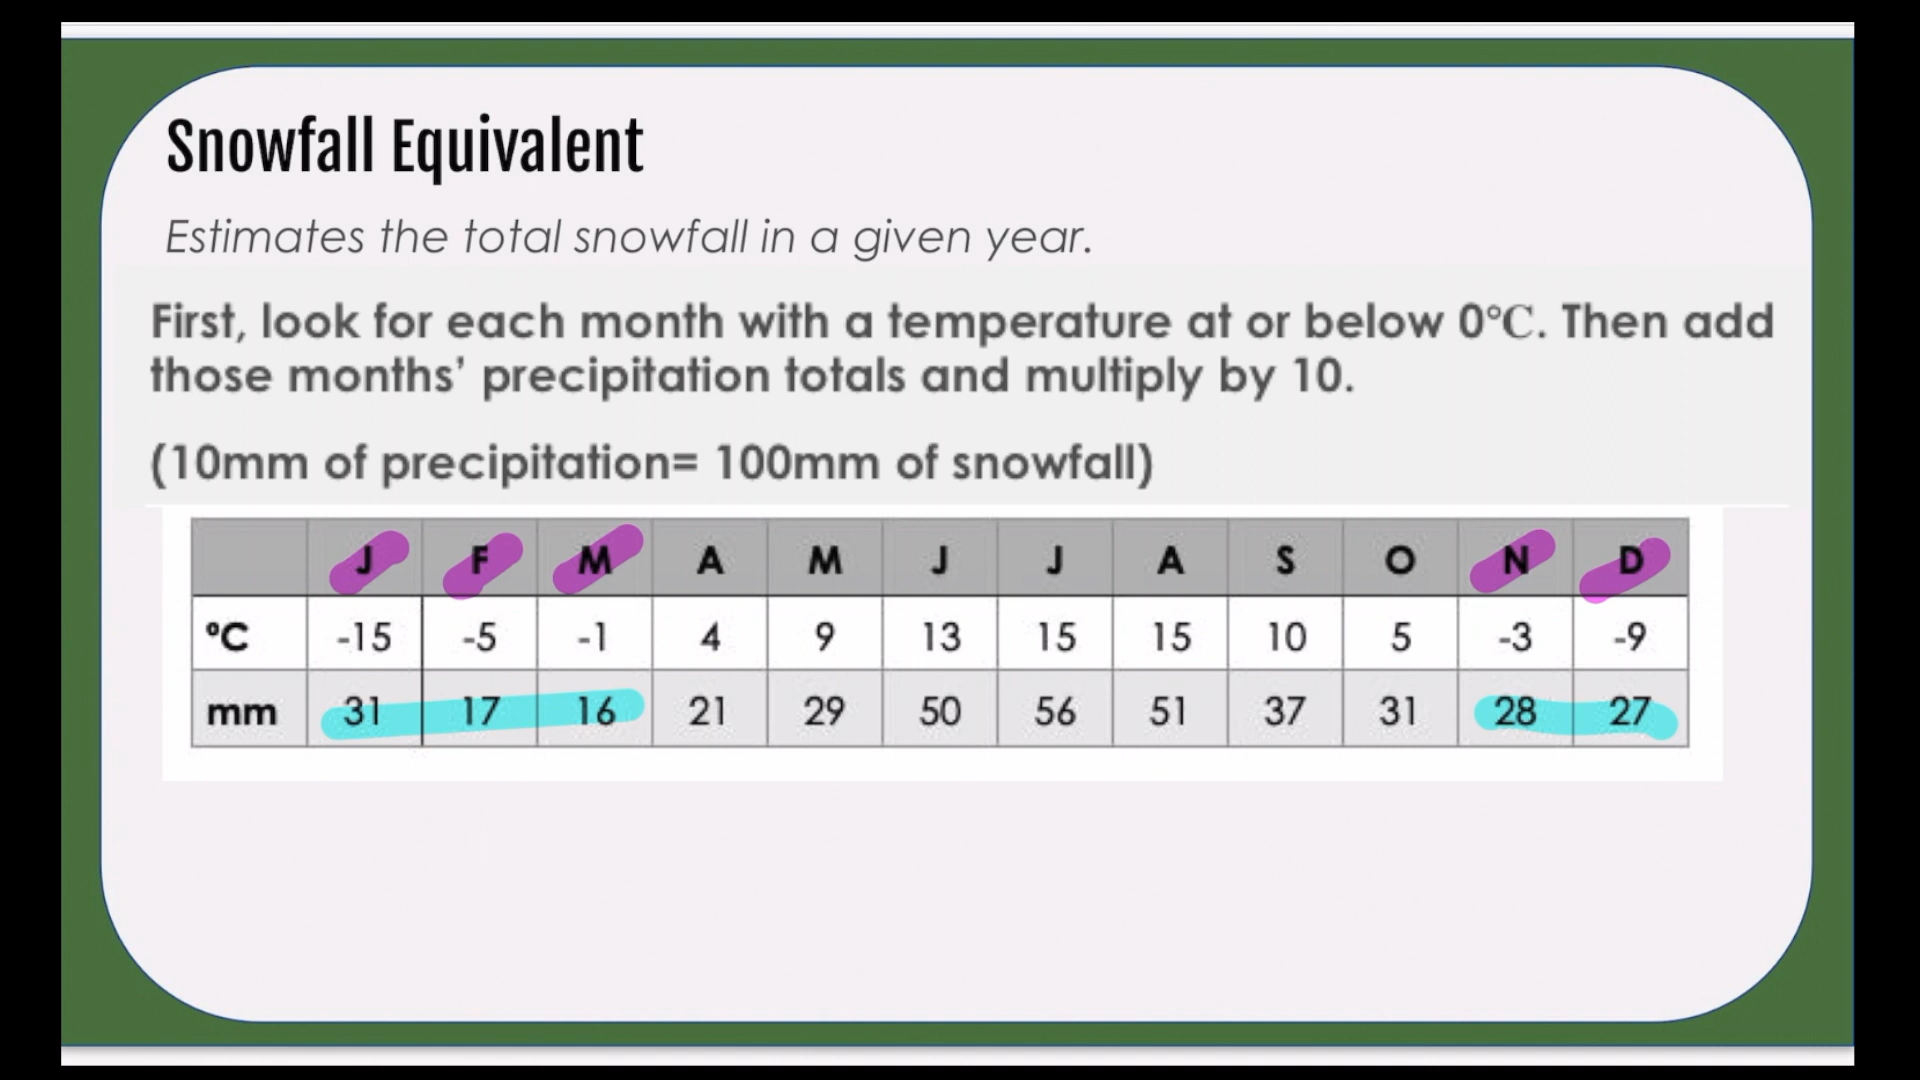 Snowfall Equivalent
Estimates the total snowfall in a given year.
First, look for each month with a temperature at or below 0°C. Then add
those months' precipitation totals and multiply by 10.
(10mm of precipitation= 100mm of snowfall)
J F M A M J J A S O N D
°C -15 -5 -1 4 9 13 15 15 10 5 -3 -9
mm 31 17 16 21 29 50 56 51 37 31 28 27